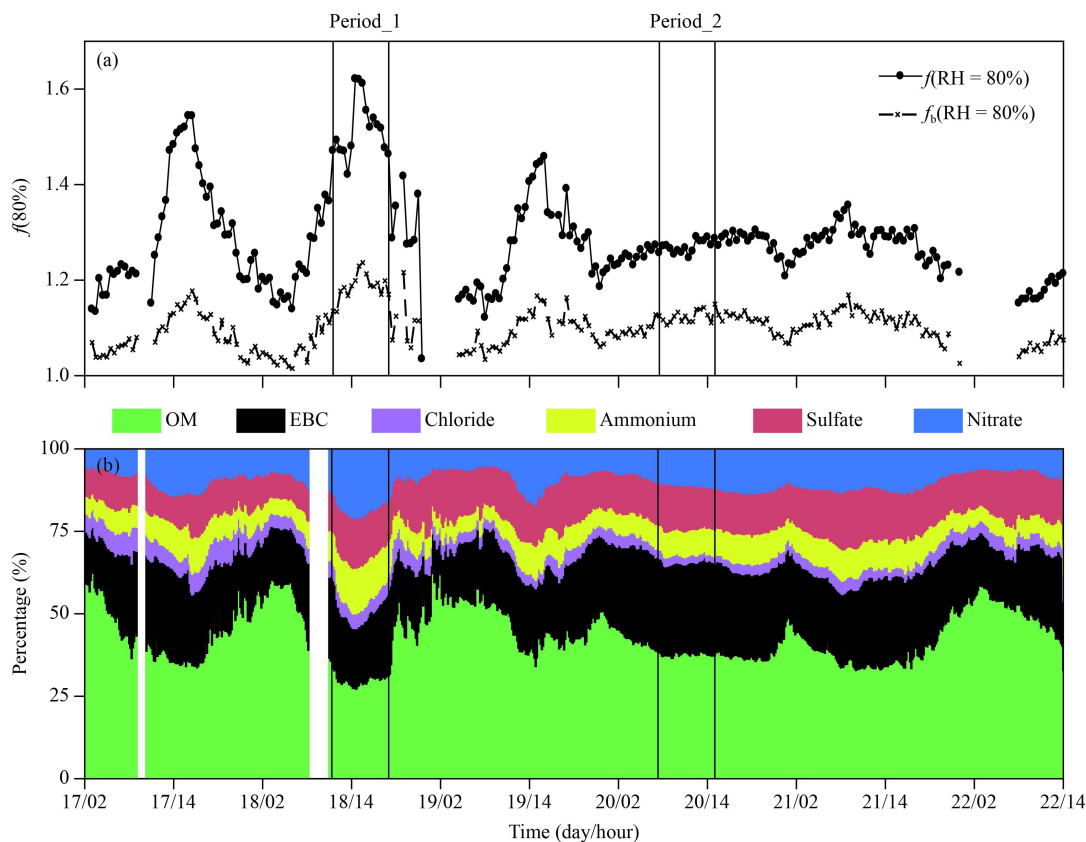 Period_1 Period_2
(a)
f(RH = 80%)
f_b(RH = 80%)
f(80%)
1.6
1.4
1.2
1.0
OM EBC Chloride Ammonium Sulfate Nitrate
(b)
Percentage (%)
100
75
50
25
0
17/02 17/14 18/02 18/14 19/02 19/14 20/02 20/14 21/02 21/14 22/02 22/14
Time (day/hour)